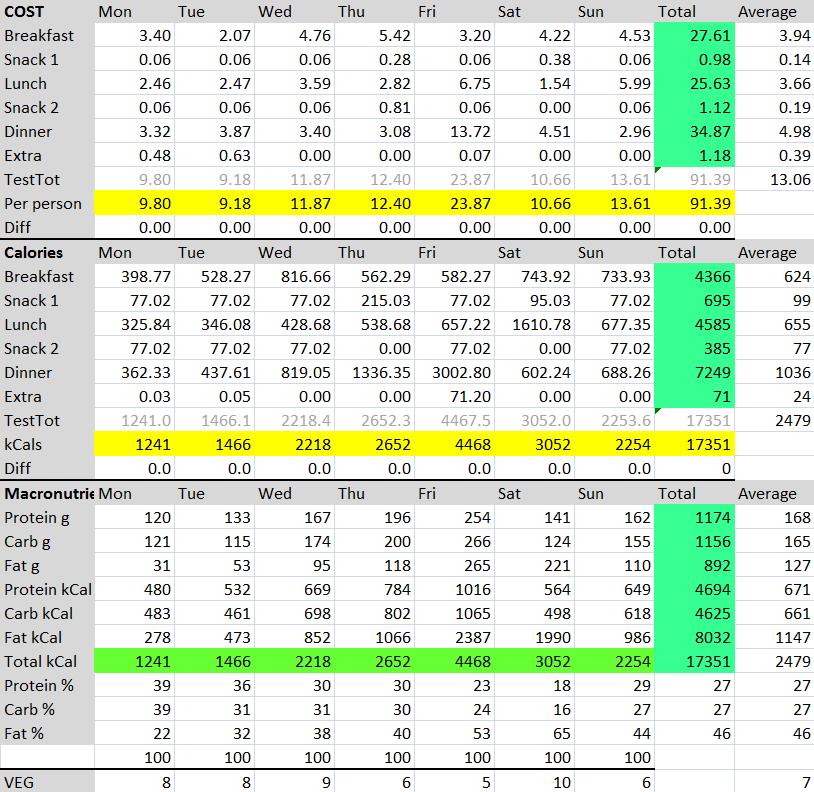 COST Mon Tue Wed Thu Fri Sat Sun Total Average
Breakfast 3.40 2.07 4.76 5.42 3.20 4.22 4.53 27.61 3.94
Snack 1 0.06 0.06 0.06 0.28 0.06 0.38 0.06 0.98 0.14
Lunch 2.46 2.47 3.59 2.82 6.75 1.54 5.99 25.63 3.66
Snack 2 0.06 0.06 0.06 0.81 0.06 0.00 0.06 1.12 0.19
Dinner 3.32 3.87 3.40 3.08 13.72 4.51 2.96 34.87 4.98
Extra 0.48 0.63 0.00 0.00 0.07 0.00 0.00 1.18 0.39
TestTot 9.80 9.18 11.87 12.40 23.87 10.66 13.61 91.39 13.06
Per person 9.80 9.18 11.87 12.40 23.87 10.66 13.61 91.39
Diff 0.00 0.00 0.00 0.00 0.00 0.00 0.00 0.00
Calories Mon Tue Wed Thu Fri Sat Sun Total Average
Breakfast 398.77 528.27 816.66 562.29 582.27 743.92 733.93 4366 624
Snack 1 77.02 77.02 77.02 215.03 77.02 95.03 77.02 695 99
Lunch 325.84 346.08 428.68 538.68 657.22 1610.78 677.35 4585 655
Snack 2 77.02 77.02 77.02 0.00 77.02 0.00 77.02 385 77
Dinner 362.33 437.61 819.05 1336.35 3002.80 602.24 688.26 7249 1036
Extra 0.03 0.05 0.00 0.00 71.20 0.00 0.00 71 24
TestTot 1241.0 1466.1 2218.4 2652.3 4467.5 3052.0 2253.6 17351 2479
kCals 1241 1466 2218 2652 4468 3052 2254 17351
Diff 0.0 0.0 0.0 0.0 0.0 0.0 0.0 0
Macronutrie Mon Tue Wed Thu Fri Sat Sun Total Average
Protein g 120 133 167 196 254 141 162 1174 168
Carb g 121 115 174 200 266 124 155 1156 165
Fat g 31 53 95 118 265 221 110 892 127
Protein kCal 480 532 669 784 1016 564 649 4694 671
Carb kCal 483 461 698 802 1065 498 618 4625 661
Fat kCal 278 473 852 1066 2387 1990 986 8032 1147
Total kCal 1241 1466 2218 2652 4468 3052 2254 17351 2479
Protein % 39 36 30 30 23 18 29 27 27
Carb % 39 31 31 30 24 16 27 27 27
Fat % 22 32 38 40 53 65 44 46 46
100 100 100 100 100 100 100
VEG 8 8 9 6 5 10 6 7